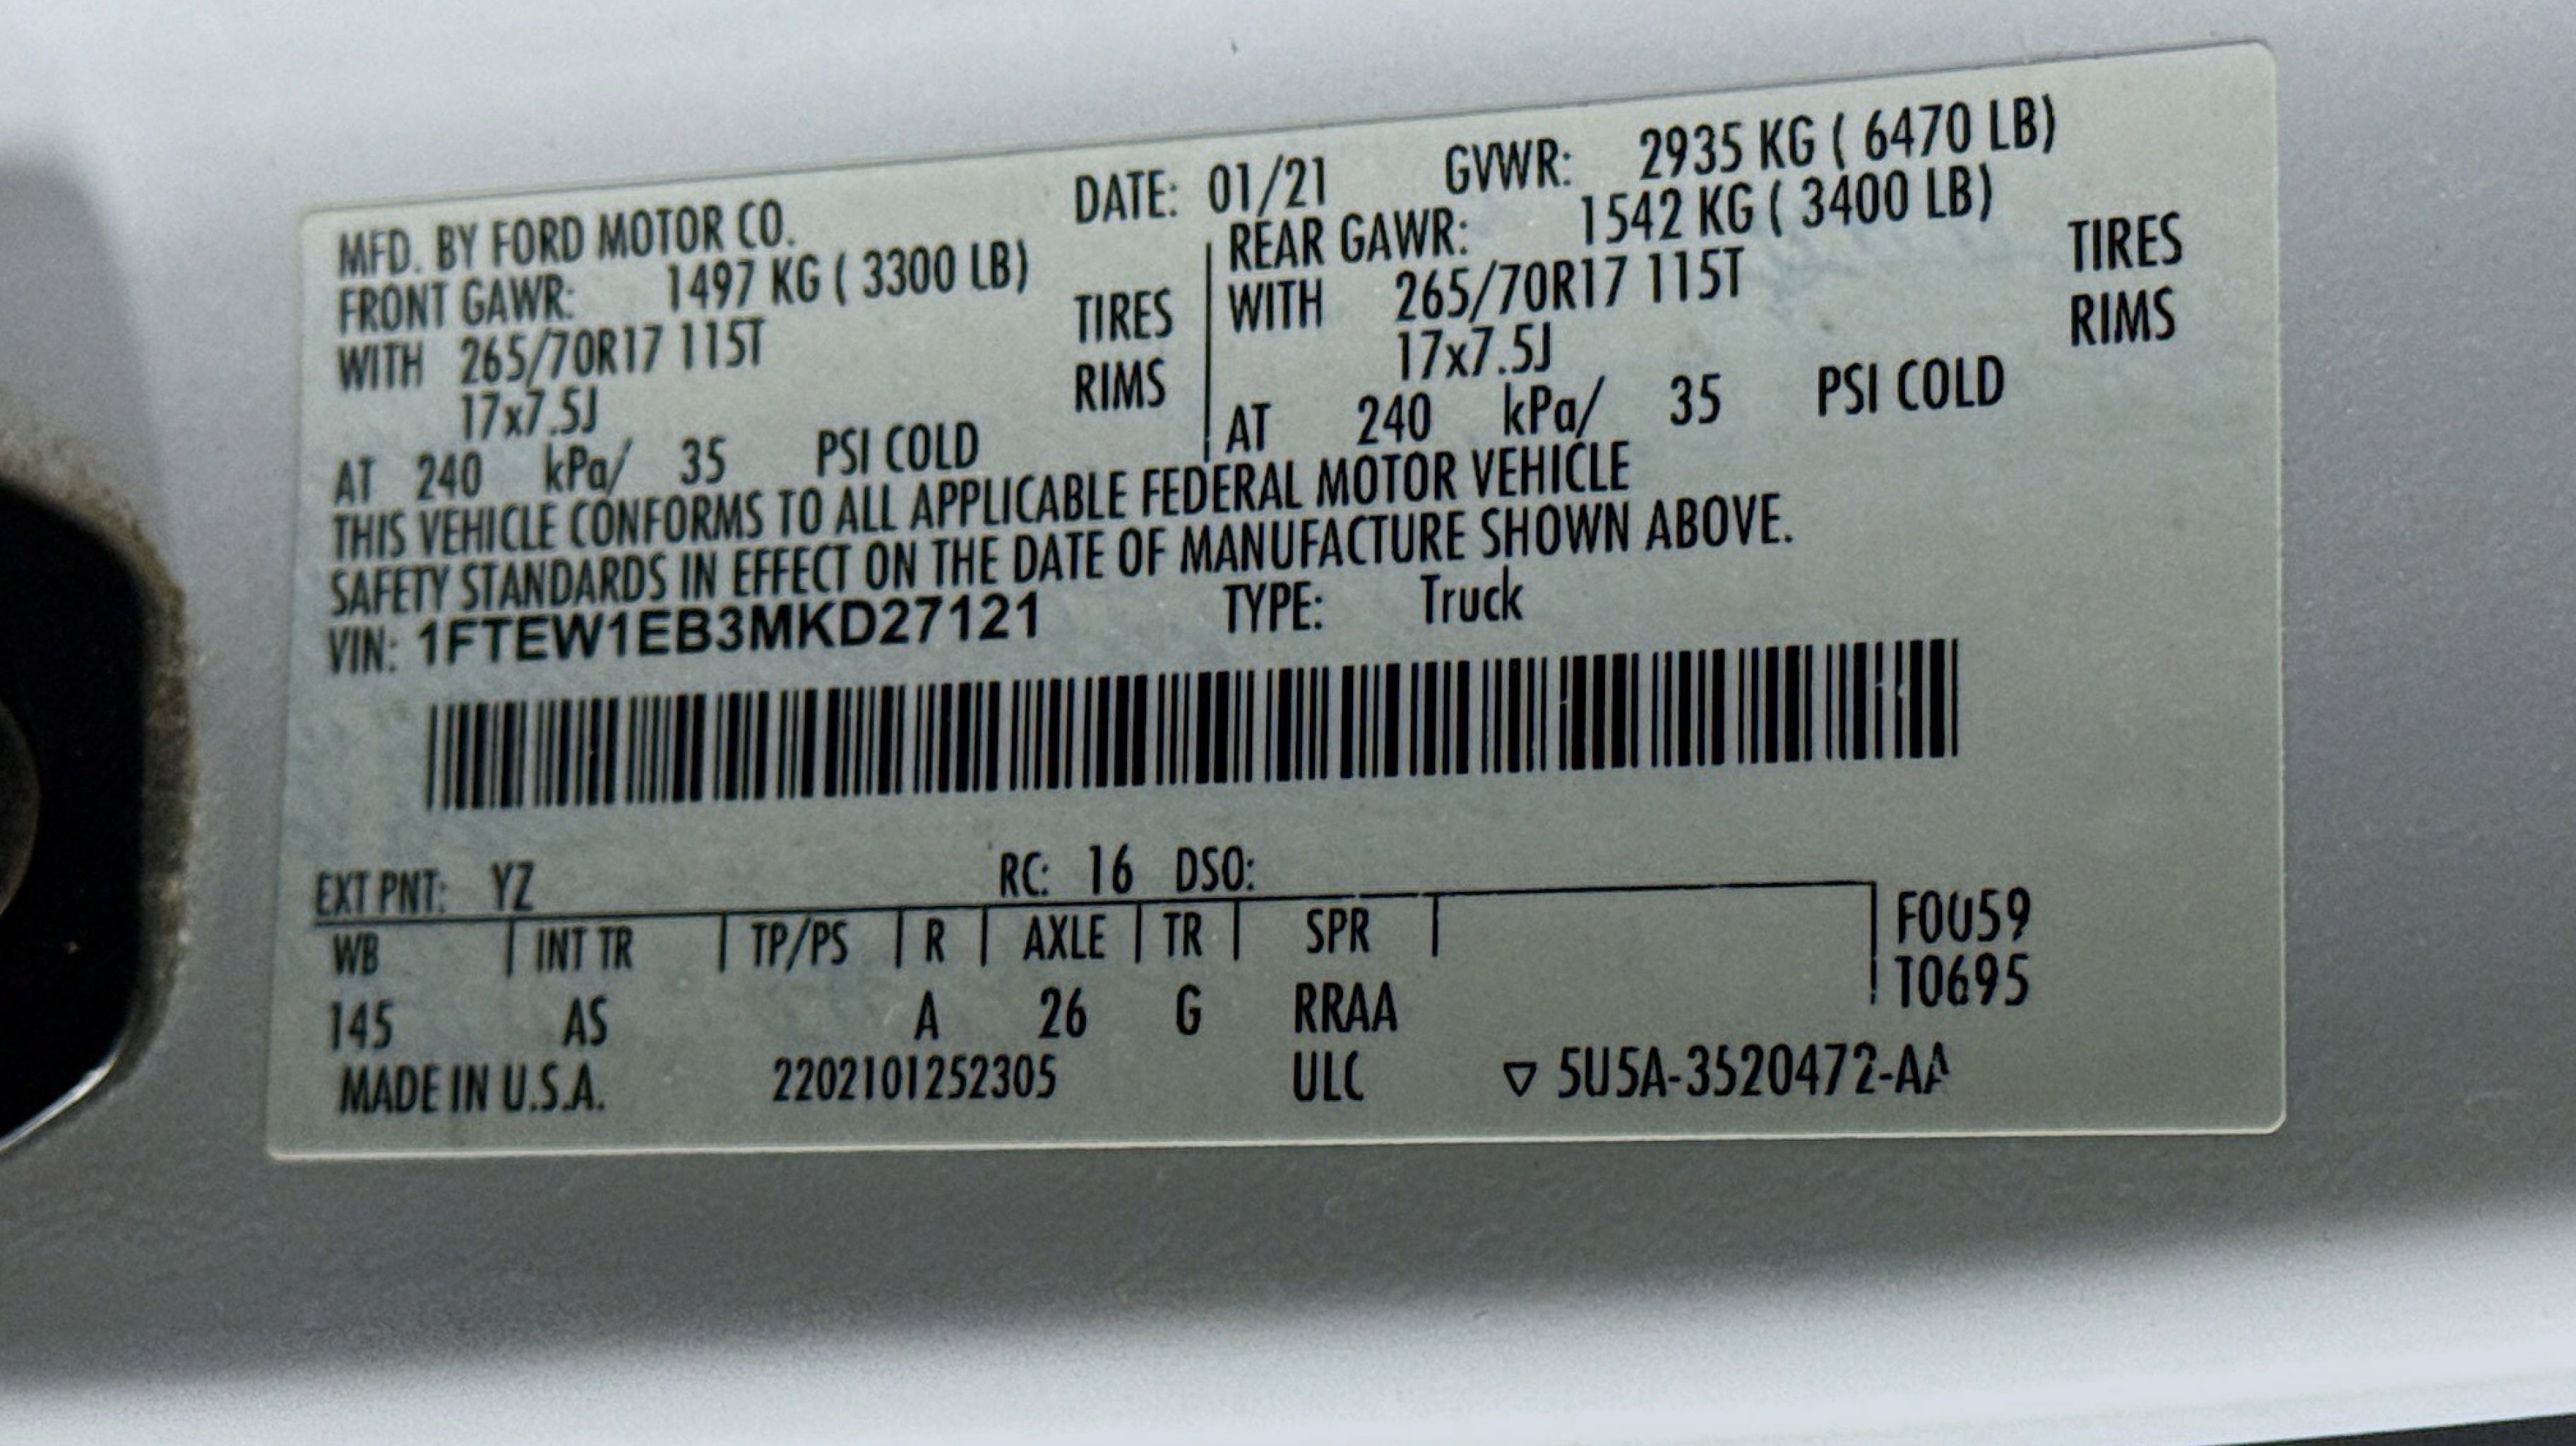 MFD. BY FORD MOTOR CO. DATE: 01/21 GVWR: 2935 KG ( 6470 LB)
FRONT GAWR: 1497 KG ( 3300 LB) REAR GAWR: 1542 KG ( 3400 LB)
WITH 265/70R17 115T TIRES WITH 265/70R17 115T TIRES
17x7.5J RIMS 17x7.5J RIMS
AT 240 kPa/ 35 PSI COLD AT 240 kPa/ 35 PSI COLD
THIS VEHICLE CONFORMS TO ALL APPLICABLE FEDERAL MOTOR VEHICLE
SAFETY STANDARDS IN EFFECT ON THE DATE OF MANUFACTURE SHOWN ABOVE.
VIN: 1FTEW1EB3MKD27121 TYPE: Truck
EXT PNT: YZ RC: 16 DSO:
WB INT TR TP/PS R AXLE TR SPR F0U59
T0695
145 AS A 26 G RRAA
MADE IN U.S.A. 2202101252305 ULC ▽ 5U5A-3520472-AA